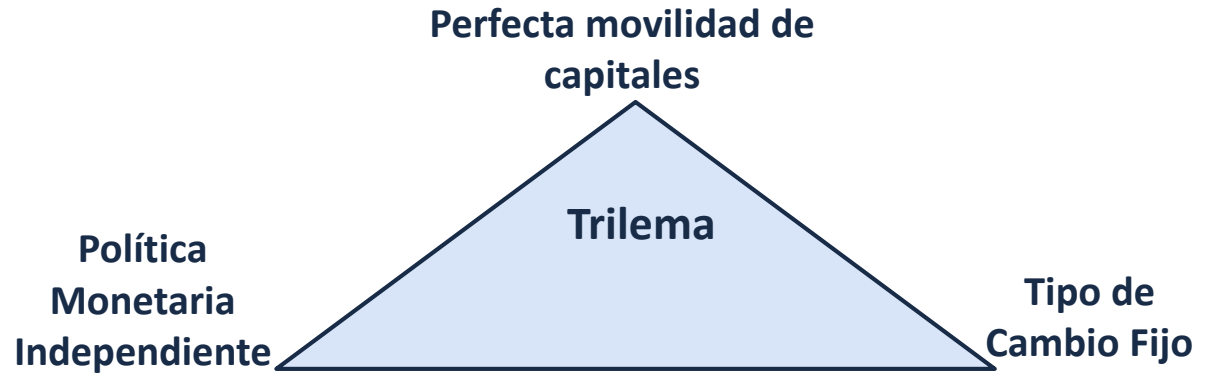 Perfecta movilidad de
capitales
Trilema
Política
Monetaria
Independiente
Tipo de
Cambio Fijo